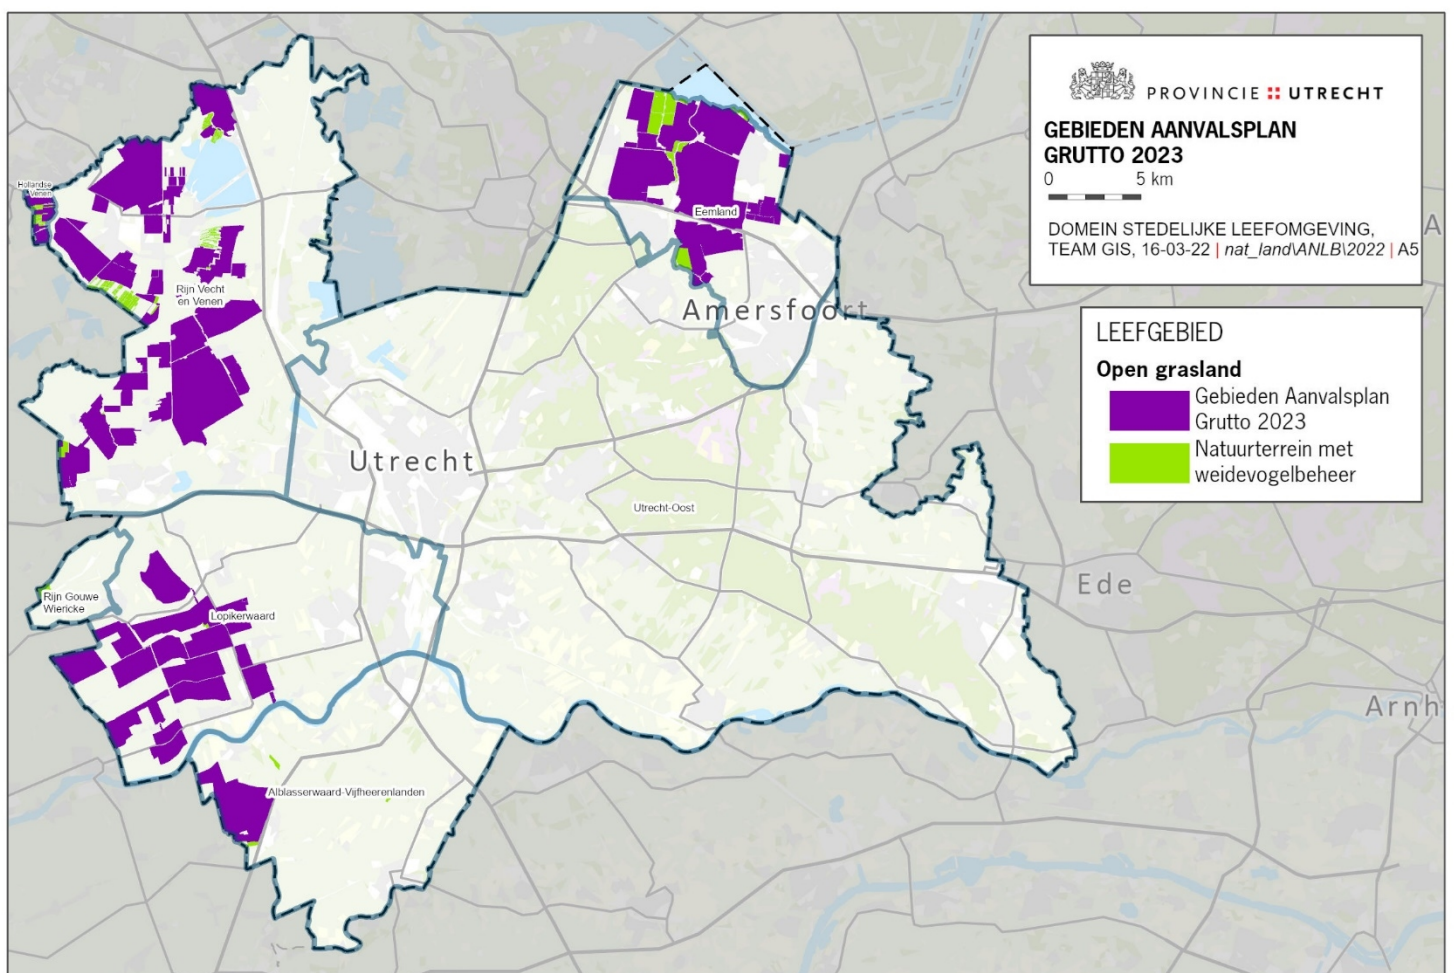 PROVINCIE UTRECHT
GEBIEDEN AANVALSPLAN
GRUTTO 2023
0 5 km
DOMEIN STEDELIJKE LEEFOMGEVING,
TEAM GIS, 16-03-22 | nat_land\ANLB\2022 | A5
LEEFGEBIED
Open grasland
Gebieden Aanvalsplan
Grutto 2023
Natuurterrein met
weidevogelbeheer
Hollandse
Venen
Eemland
A
Rijn Vecht
en Venen
Amersfoort
Utrecht
Utrecht-Oost
Ede
Rijn Gouwe
Wiericke
Lopikerwaard
Arnh
Alblasserwaard-Vijfheerenlanden